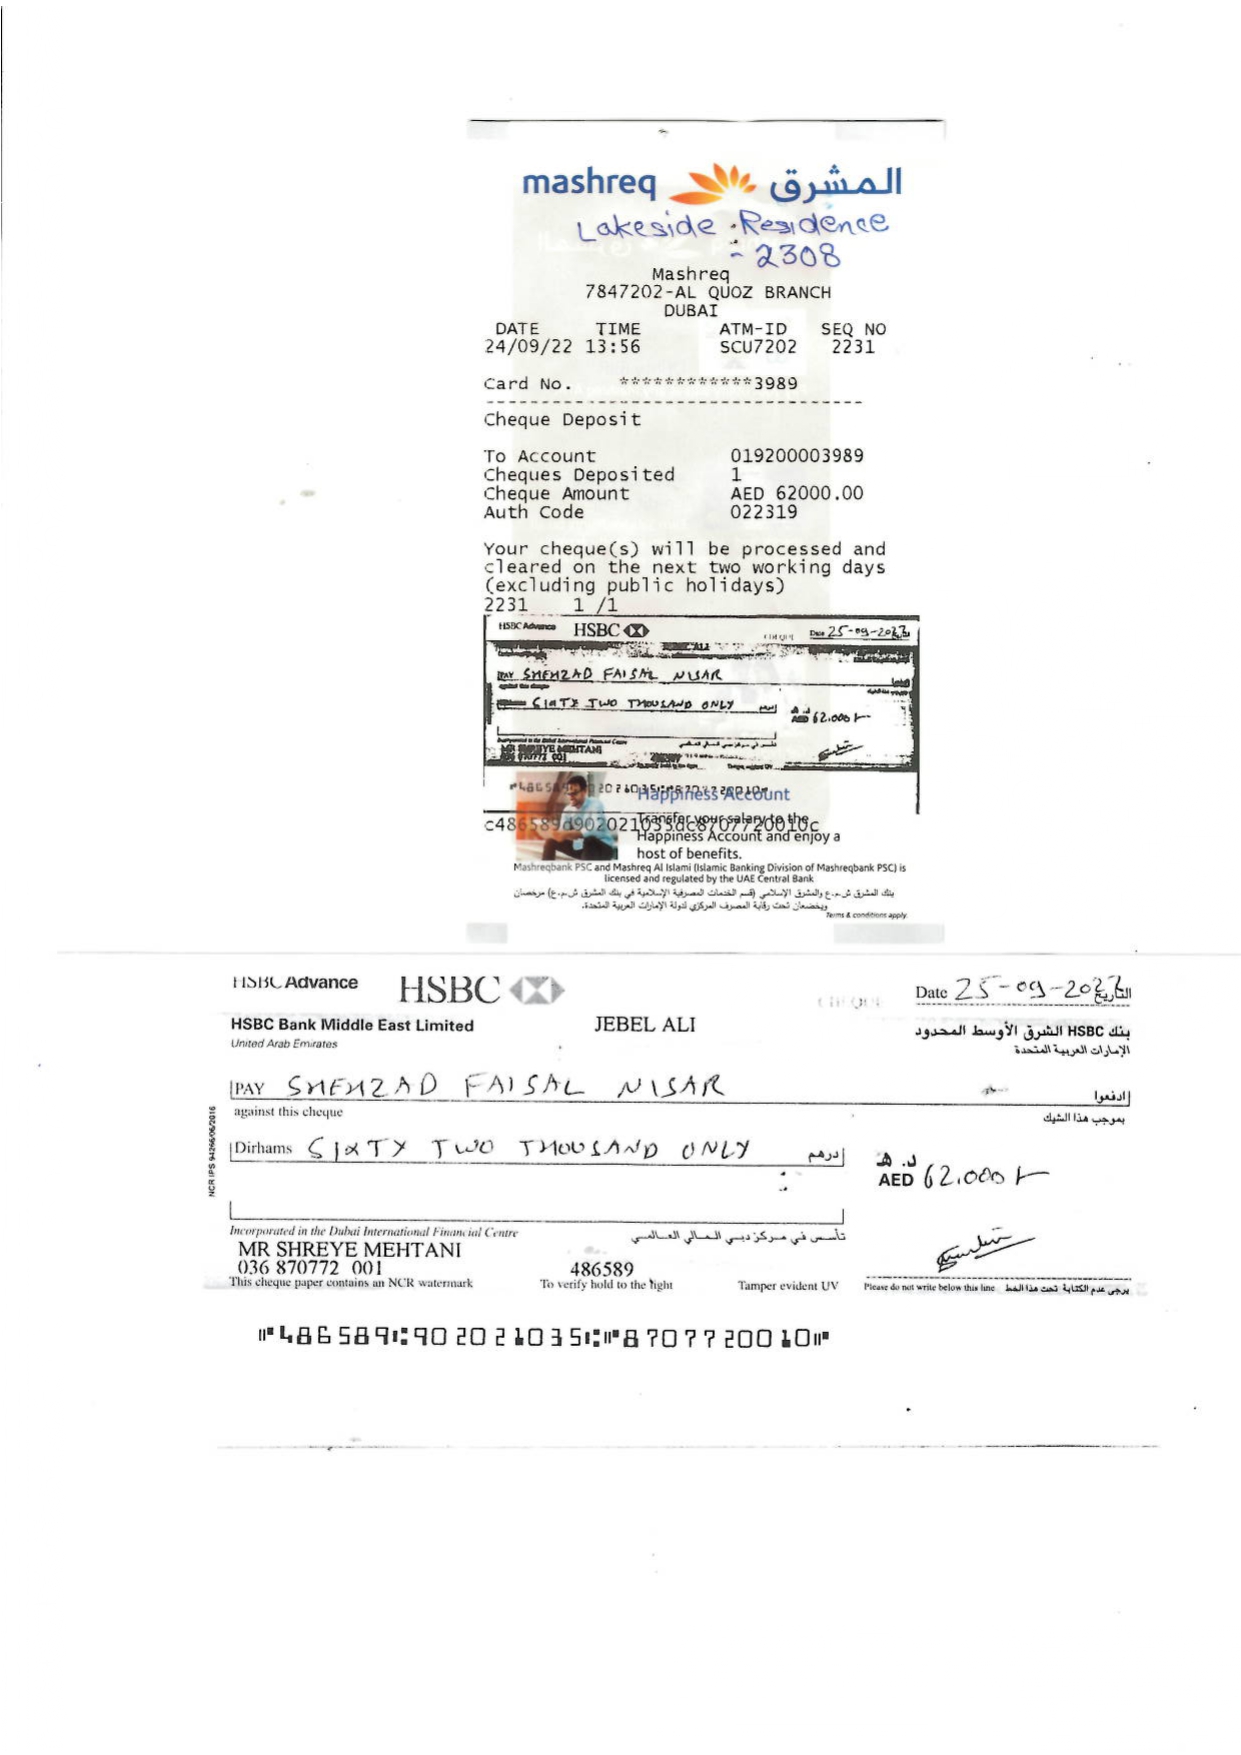 mashreq المشرق
Lakeside Residence
- 2308
Mashreq
7847202-AL QUOZ BRANCH
DUBAI
DATE TIME ATM-ID SEQ NO
24/09/22 13:56 SCU7202 2231
Card No. ************3989
Cheque Deposit
To Account 019200003989
Cheques Deposited 1
Cheque Amount AED 62000.00
Auth Code 022319
Your cheque(s) will be processed and
cleared on the next two working days
(excluding public holidays)
2231 1 /1
HSBC Advance HSBC Date 25-09-2022
PAY SHEHZAD FAISAL NISAR
SIXTY TWO THOUSAND ONLY
AED 62,000/-
MR SHREYE MEHTANI
036 870772 001
Happiness Account
c486589d902021035dc870772001​0c
Transfer your salary to the
Happiness Account and enjoy a
host of benefits.
Mashreqbank PSC and Mashreq Al Islami (Islamic Banking Division of Mashreqbank PSC) is
licensed and regulated by the UAE Central Bank
بنك المشرق ش.م.ع والمشرق الإسلامي (قسم الخدمات المصرفية الإسلامية في بنك المشرق ش.م.ع) مرخصان
ويخضعان تحت رقابة المصرف المركزي لدولة الإمارات العربية المتحدة.
Terms & conditions apply
HSBC Advance HSBC CHEQUE Date 25-09-2022 التاريخ
HSBC Bank Middle East Limited JEBEL ALI بنك HSBC الشرق الأوسط المحدود
United Arab Emirates الإمارات العربية المتحدة
PAY SHEHZAD FAISAL NISAR ادفعوا
against this cheque بموجب هذا الشيك
Dirhams SIXTY TWO THOUSAND ONLY درهم
د. هـ
AED 62,000/-
NCR IPS 94266/06/2016
Incorporated in the Dubai International Financial Centre تأسس في مركز دبي المالي العالمي
MR SHREYE MEHTANI
036 870772 001 486589
This cheque paper contains an NCR watermark To verify hold to the light Tamper evident UV Please do not write below this line يرجى عدم الكتابة تحت هذا الخط
⑈486589⑆902021035⑆⑈870772001​0⑈